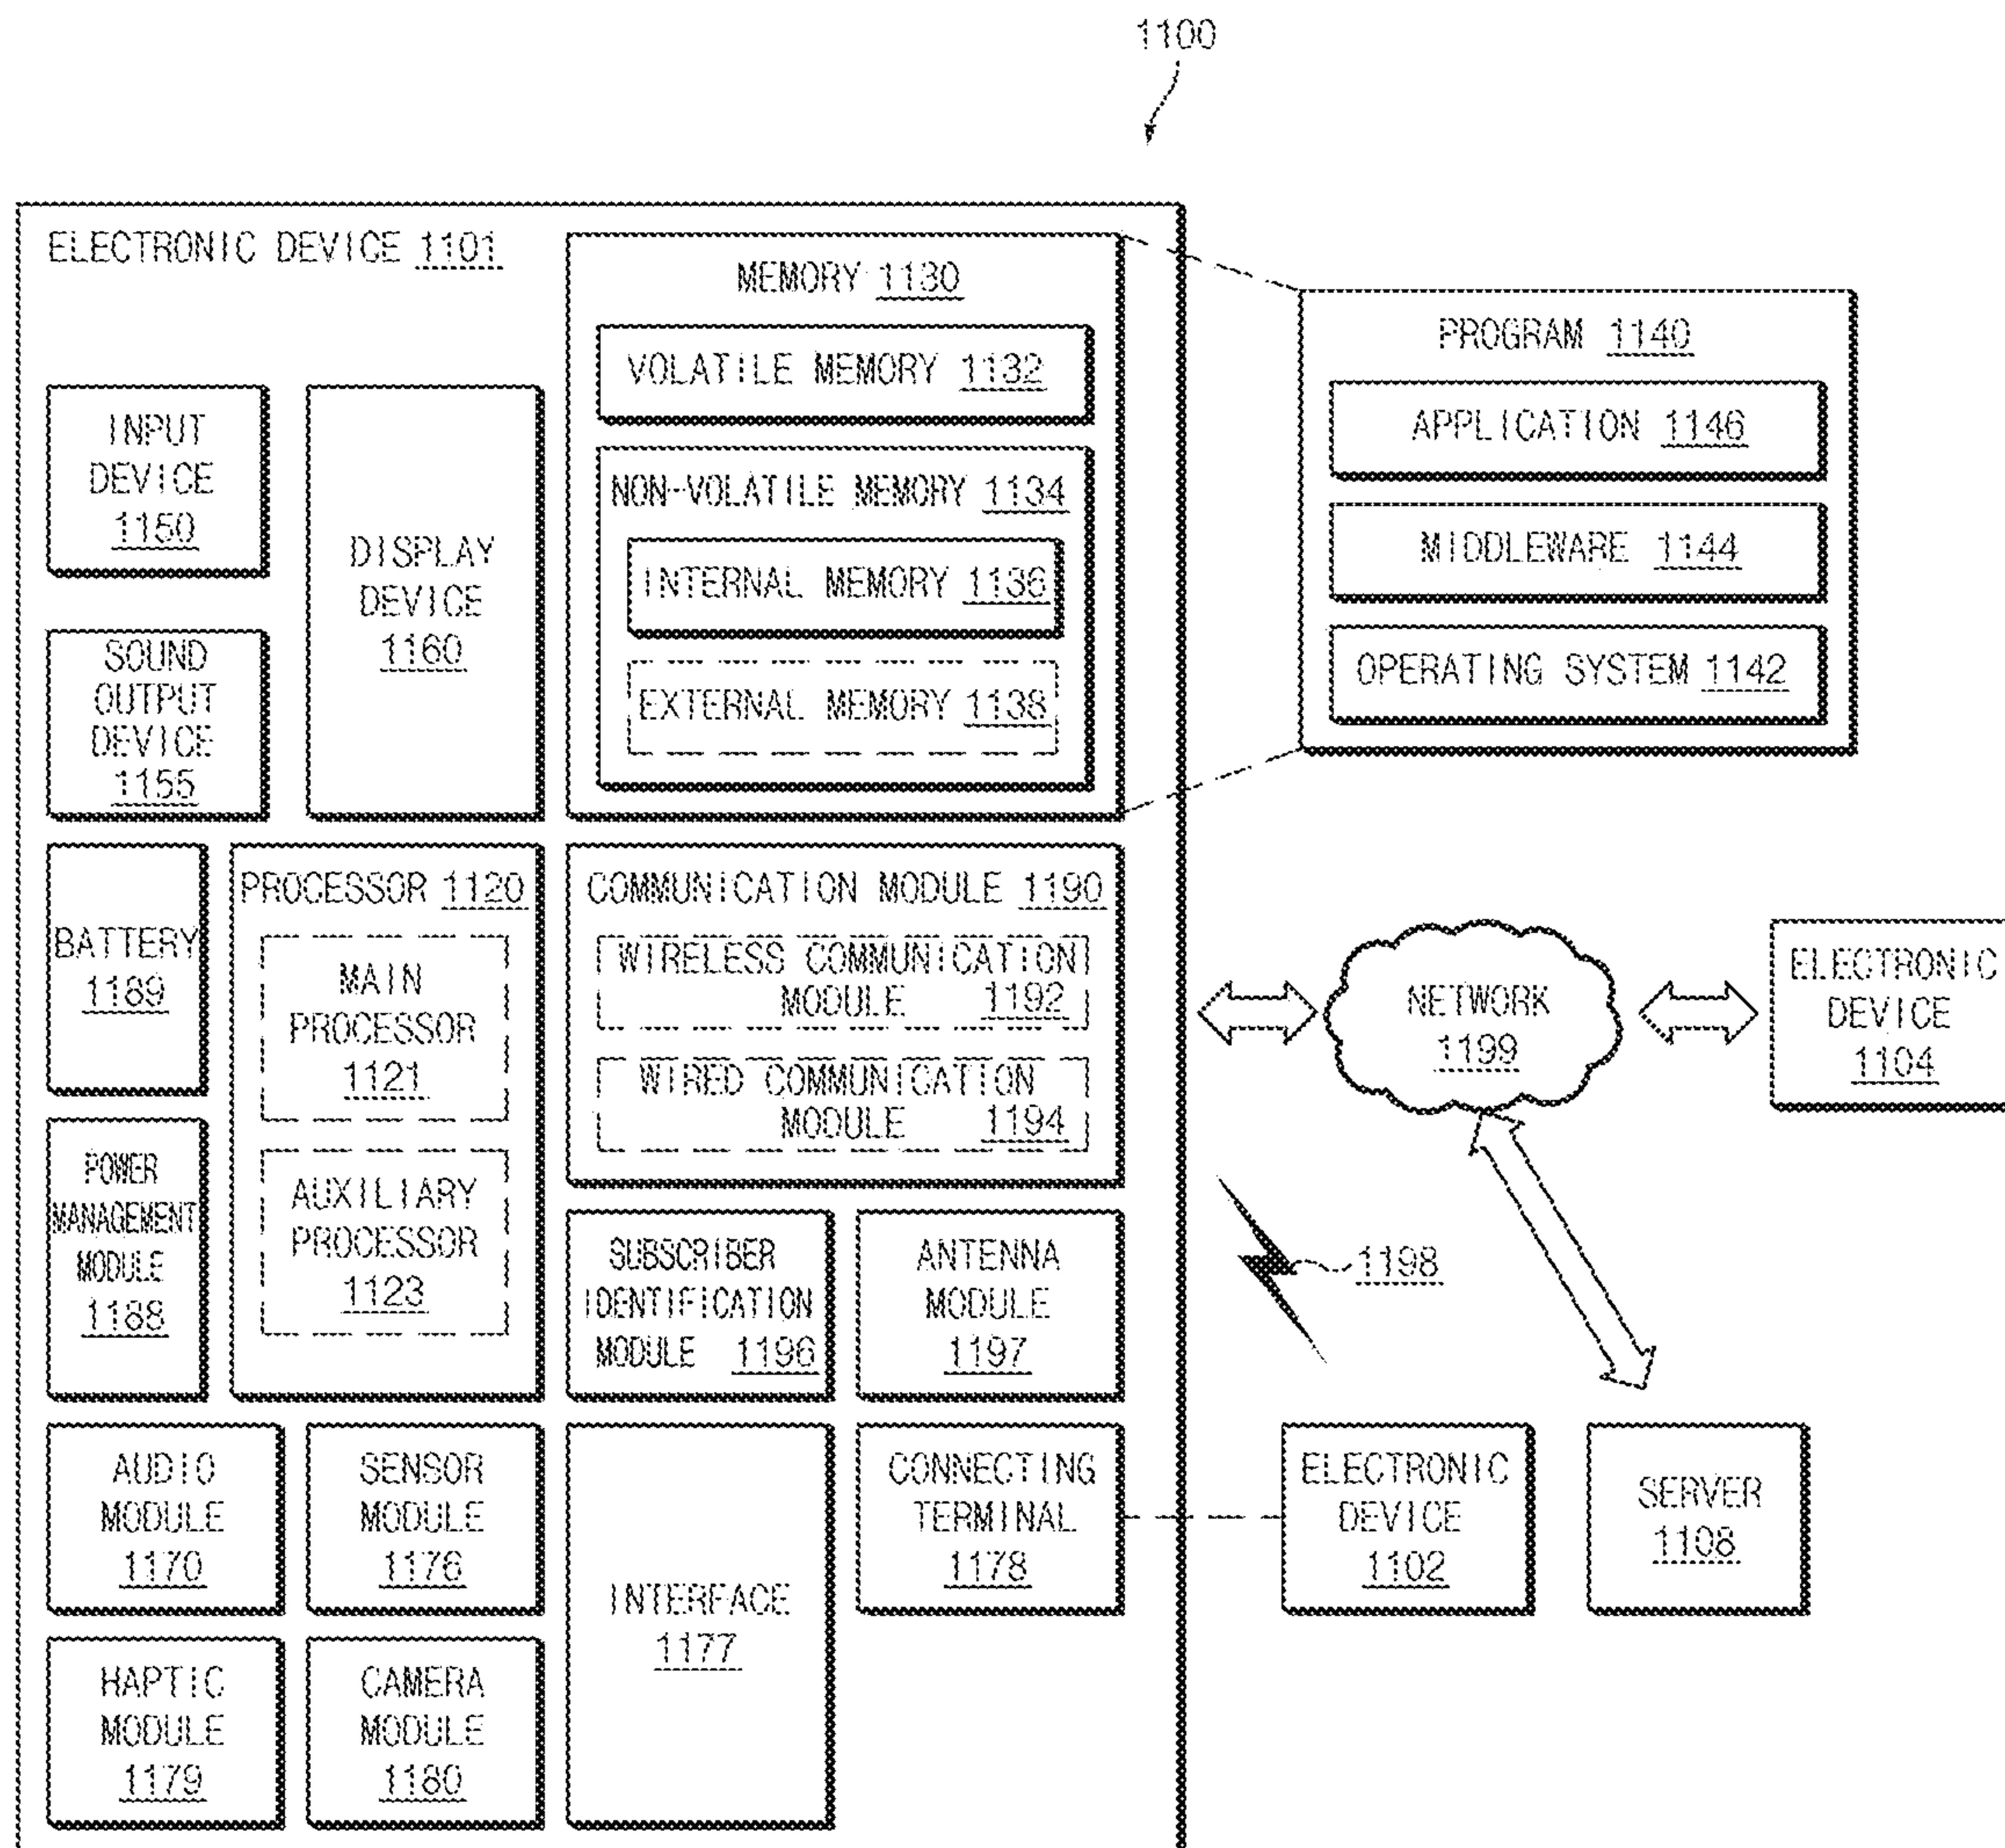 1100
ELECTRONIC DEVICE 1101
MEMORY 1130
VOLATILE MEMORY 1132
NON-VOLATILE MEMORY 1134
INTERNAL MEMORY 1136
EXTERNAL MEMORY 1138
PROGRAM 1140
APPLICATION 1146
MIDDLEWARE 1144
OPERATING SYSTEM 1142
INPUT
DEVICE
1150
DISPLAY
DEVICE
1160
SOUND
OUTPUT
DEVICE
1155
BATTERY
1189
PROCESSOR 1120
MAIN
PROCESSOR
1121
AUXILIARY
PROCESSOR
1123
COMMUNICATION MODULE 1190
WIRELESS COMMUNICATION
MODULE 1192
WIRED COMMUNICATION
MODULE 1194
NETWORK
1199
ELECTRONIC
DEVICE
1104
POWER
MANAGEMENT
MODULE
1188
SUBSCRIBER
IDENTIFICATION
MODULE 1196
ANTENNA
MODULE
1197
1198
AUDIO
MODULE
1170
SENSOR
MODULE
1176
INTERFACE
1177
CONNECTING
TERMINAL
1178
ELECTRONIC
DEVICE
1102
SERVER
1108
HAPTIC
MODULE
1179
CAMERA
MODULE
1180